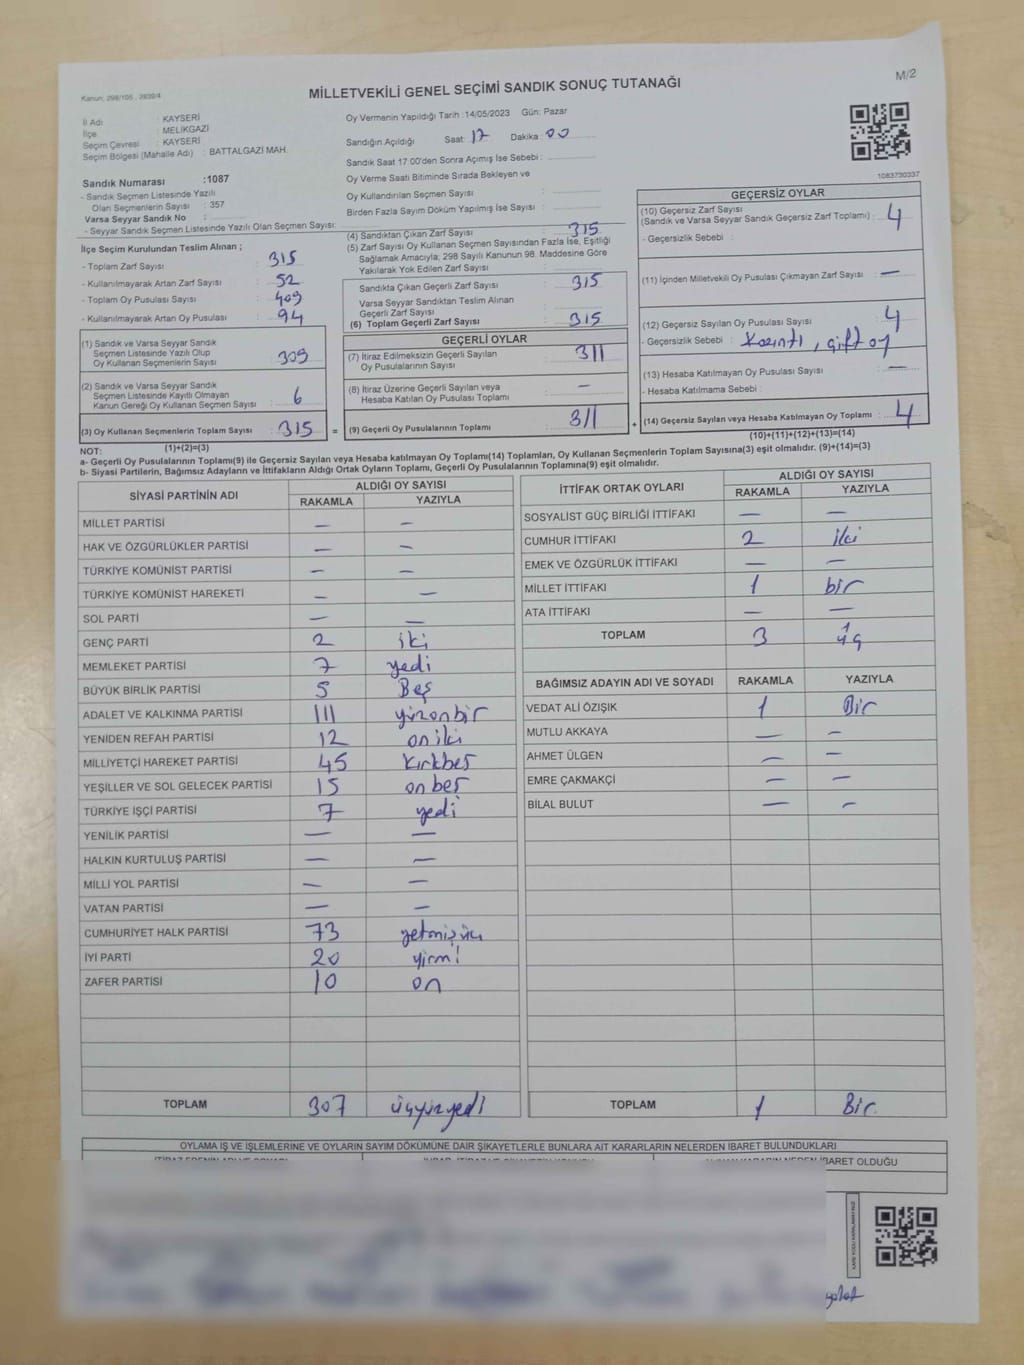 Kanun, 298/105 , 2839/4
MİLLETVEKİLİ GENEL SEÇİMİ SANDIK SONUÇ TUTANAĞI
M/2
İl Adı : KAYSERİ
İlçe : MELIKGAZİ
Seçim Çevresi : KAYSERİ
Seçim Bölgesi (Mahalle Adı) : BATTALGAZİ MAH.
Oy Vermenin Yapıldığı Tarih :14/05/2023 Gün: Pazar
Sandığın Açıldığı Saat: 17 Dakika : 00
Sandık Saat 17:00'den Sonra Açımış İse Sebebi :
Oy Verme Saati Bitiminde Sırada Bekleyen ve
Oy Kullandırılan Seçmen Sayısı :
Birden Fazla Sayım Döküm Yapılmış İse Sayısı :
1083730337
Sandık Numarası :1087
- Sandık Seçmen Listesinde Yazılı
Olan Seçmenlerin Sayısı : 357
Varsa Seyyar Sandık No :
- Seyyar Sandık Seçmen Listesinde Yazılı Olan Seçmen Sayısı:
İlçe Seçim Kurulundan Teslim Alınan ;
- Toplam Zarf Sayısı : 315
- Kullanılmayarak Artan Zarf Sayısı : 52
- Toplam Oy Pusulası Sayısı : 409
- Kullanılmayarak Artan Oy Pusulası : 94
(1) Sandık ve Varsa Seyyar Sandık
Seçmen Listesinde Yazılı Olup
Oy Kullanan Seçmenlerin Sayısı : 309
(2) Sandık ve Varsa Seyyar Sandık
Seçmen Listesinde Kayıtlı Olmayan
Kanun Gereği Oy Kullanan Seçmen Sayısı : 6
(3) Oy Kullanan Seçmenlerin Toplam Sayısı : 315
(4) Sandıktan Çıkan Zarf Sayısı : 315
(5) Zarf Sayısı Oy Kullanan Seçmen Sayısından Fazla İse, Eşitliği
Sağlamak Amacıyla; 298 Sayılı Kanunun 98. Maddesine Göre
Yakılarak Yok Edilen Zarf Sayısı :
Sandıkta Çıkan Geçerli Zarf Sayısı : 315
Varsa Seyyar Sandıktan Teslim Alınan
Geçerli Zarf Sayısı :
(6) Toplam Geçerli Zarf Sayısı : 315
GEÇERLİ OYLAR
(7) İtiraz Edilmeksizin Geçerli Sayılan
Oy Pusulalarının Sayısı : 311
(8) İtiraz Üzerine Geçerli Sayılan veya
Hesaba Katılan Oy Pusulası Toplamı : —
= (9) Geçerli Oy Pusulalarının Toplamı : 311
GEÇERSİZ OYLAR
(10) Geçersiz Zarf Sayısı
(Sandık ve Varsa Seyyar Sandık Geçersiz Zarf Toplamı) : 4
- Geçersizlik Sebebi :
(11) İçinden Milletvekili Oy Pusulası Çıkmayan Zarf Sayısı : —
(12) Geçersiz Sayılan Oy Pusulası Sayısı : 4
- Geçersizlik Sebebi : Kazıntı, çift oy
(13) Hesaba Katılmayan Oy Pusulası Sayısı : —
- Hesaba Katılmama Sebebi :
+ (14) Geçersiz Sayılan veya Hesaba Katılmayan Oy Toplamı : 4
(10)+(11)+(12)+(13)=(14)
NOT: (1)+(2)=(3)
a- Geçerli Oy Pusulalarının Toplamı(9) ile Geçersiz Sayılan veya Hesaba katılmayan Oy Toplamı(14) Toplamları, Oy Kullanan Seçmenlerin Toplam Sayısına(3) eşit olmalıdır. (9)+(14)=(3)
b- Siyasi Partilerin, Bağımsız Adayların ve İttifakların Aldığı Ortak Oyların Toplamı, Geçerli Oy Pusulalarının Toplamına(9) eşit olmalıdır.
SİYASİ PARTİNİN ADI ALDIĞI OY SAYISI
RAKAMLA YAZIYLA
MİLLET PARTİSİ — —
HAK VE ÖZGÜRLÜKLER PARTİSİ — —
TÜRKİYE KOMÜNİST PARTİSİ — —
TÜRKİYE KOMÜNİST HAREKETİ — —
SOL PARTİ — —
GENÇ PARTİ 2 iki
MEMLEKET PARTİSİ 7 yedi
BÜYÜK BİRLİK PARTİSİ 5 Beş
ADALET VE KALKINMA PARTİSİ 111 yüzonbir
YENİDEN REFAH PARTİSİ 12 oniki
MİLLİYETÇİ HAREKET PARTİSİ 45 Kırkbeş
YEŞİLLER VE SOL GELECEK PARTİSİ 15 onbeş
TÜRKİYE İŞÇİ PARTİSİ 7 yedi
YENİLİK PARTİSİ — —
HALKIN KURTULUŞ PARTİSİ — —
MİLLİ YOL PARTİSİ — —
VATAN PARTİSİ — —
CUMHURİYET HALK PARTİSİ 73 yetmişüç
İYİ PARTİ 20 yirmi
ZAFER PARTİSİ 10 on
TOPLAM 307 üçyüzyedi
İTTİFAK ORTAK OYLARI ALDIĞI OY SAYISI
RAKAMLA YAZIYLA
SOSYALİST GÜÇ BİRLİĞİ İTTİFAKI — —
CUMHUR İTTİFAKI 2 iki
EMEK VE ÖZGÜRLÜK İTTİFAKI — —
MİLLET İTTİFAKI 1 bir
ATA İTTİFAKI — —
TOPLAM 3 üç
BAĞIMSIZ ADAYIN ADI VE SOYADI RAKAMLA YAZIYLA
VEDAT ALİ ÖZIŞIK 1 Bir
MUTLU AKKAYA — —
AHMET ÜLGEN — —
EMRE ÇAKMAKÇİ — —
BİLAL BULUT — —
TOPLAM 1 Bir
OYLAMA İŞ VE İŞLEMLERİNE VE OYLARIN SAYIM DÖKÜMÜNE DAİR ŞİKAYETLERLE BUNLARA AİT KARARLARIN NELERDEN İBARET BULUNDUKLARI
İBARET OLDUĞU